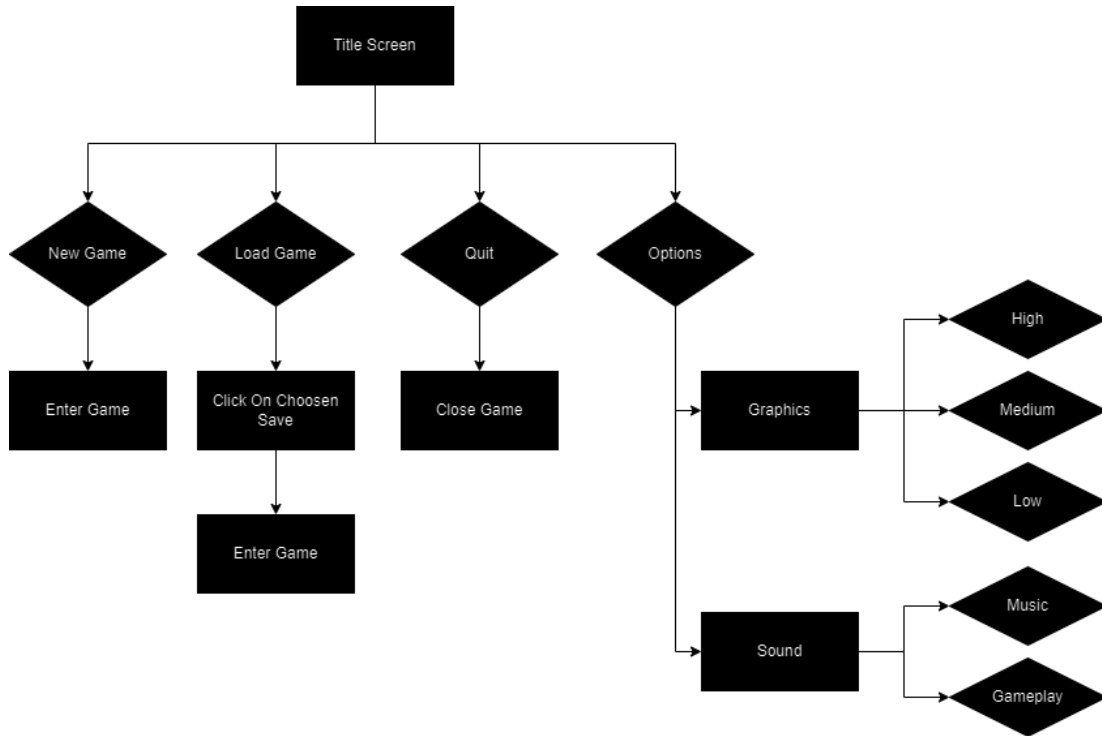 Title Screen
New Game
Load Game
Quit
Options
High
Enter Game
Click On Choosen
Save
Close Game
Graphics
Medium
Low
Enter Game
Music
Sound
Gameplay